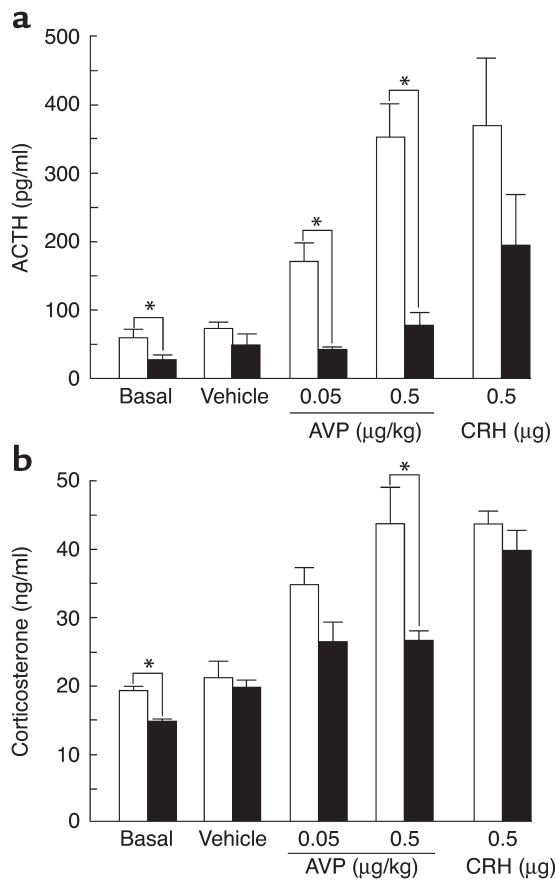 a
ACTH (pg/ml)
500
400
300
200
100
0
*
*
*
Basal Vehicle 0.05 0.5 0.5
AVP (μg/kg) CRH (μg)
b
Corticosterone (ng/ml)
50
40
30
20
10
0
*
*
Basal Vehicle 0.05 0.5 0.5
AVP (μg/kg) CRH (μg)